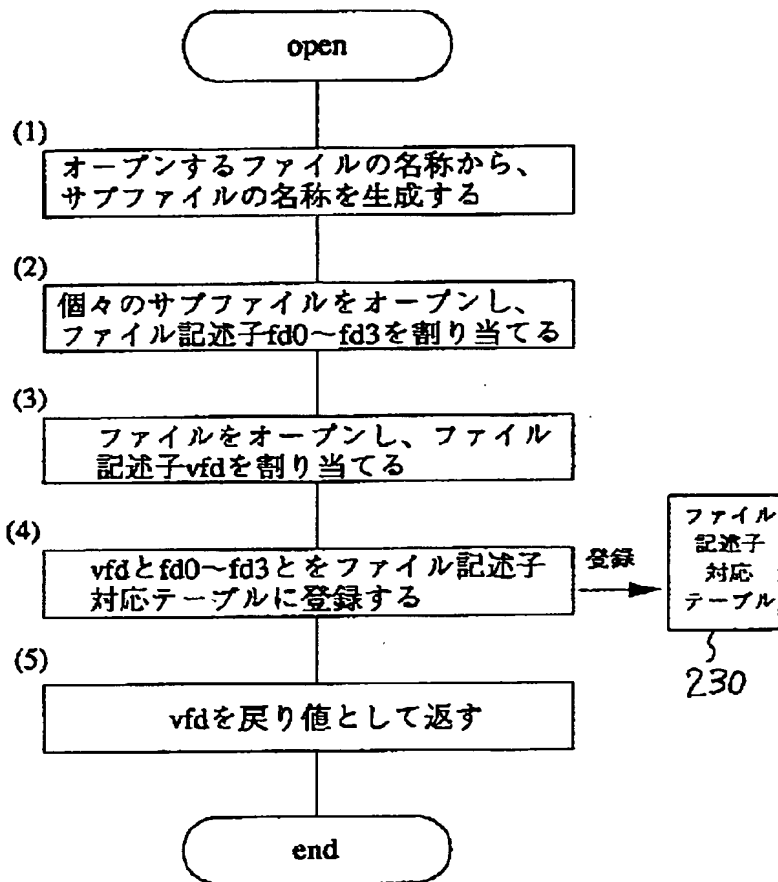 open
(1)
オープンするファイルの名称から、
サブファイルの名称を生成する
(2)
個々のサブファイルをオープンし、
ファイル記述子fd0～fd3を割り当てる
(3)
ファイルをオープンし、ファイル
記述子vfdを割り当てる
(4)
vfdとfd0～fd3とをファイル記述子
対応テーブルに登録する
登録
ファイル
記述子
対応
テーブル
230
(5)
vfdを戻り値として返す
end